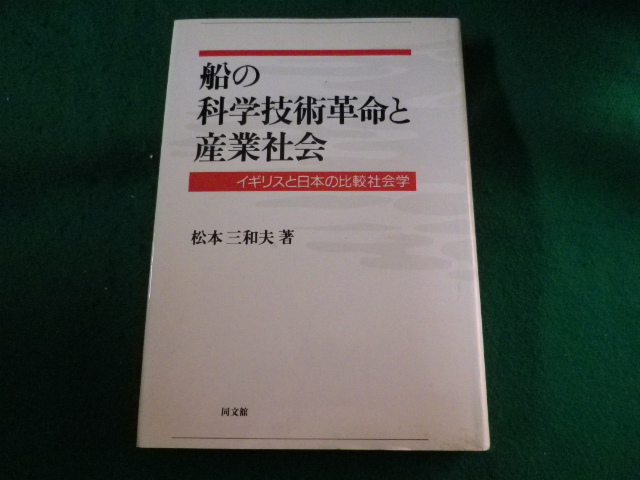 船の
科学技術革命と
産業社会
イギリスと日本の比較社会学
松本 三和夫 著
同文舘